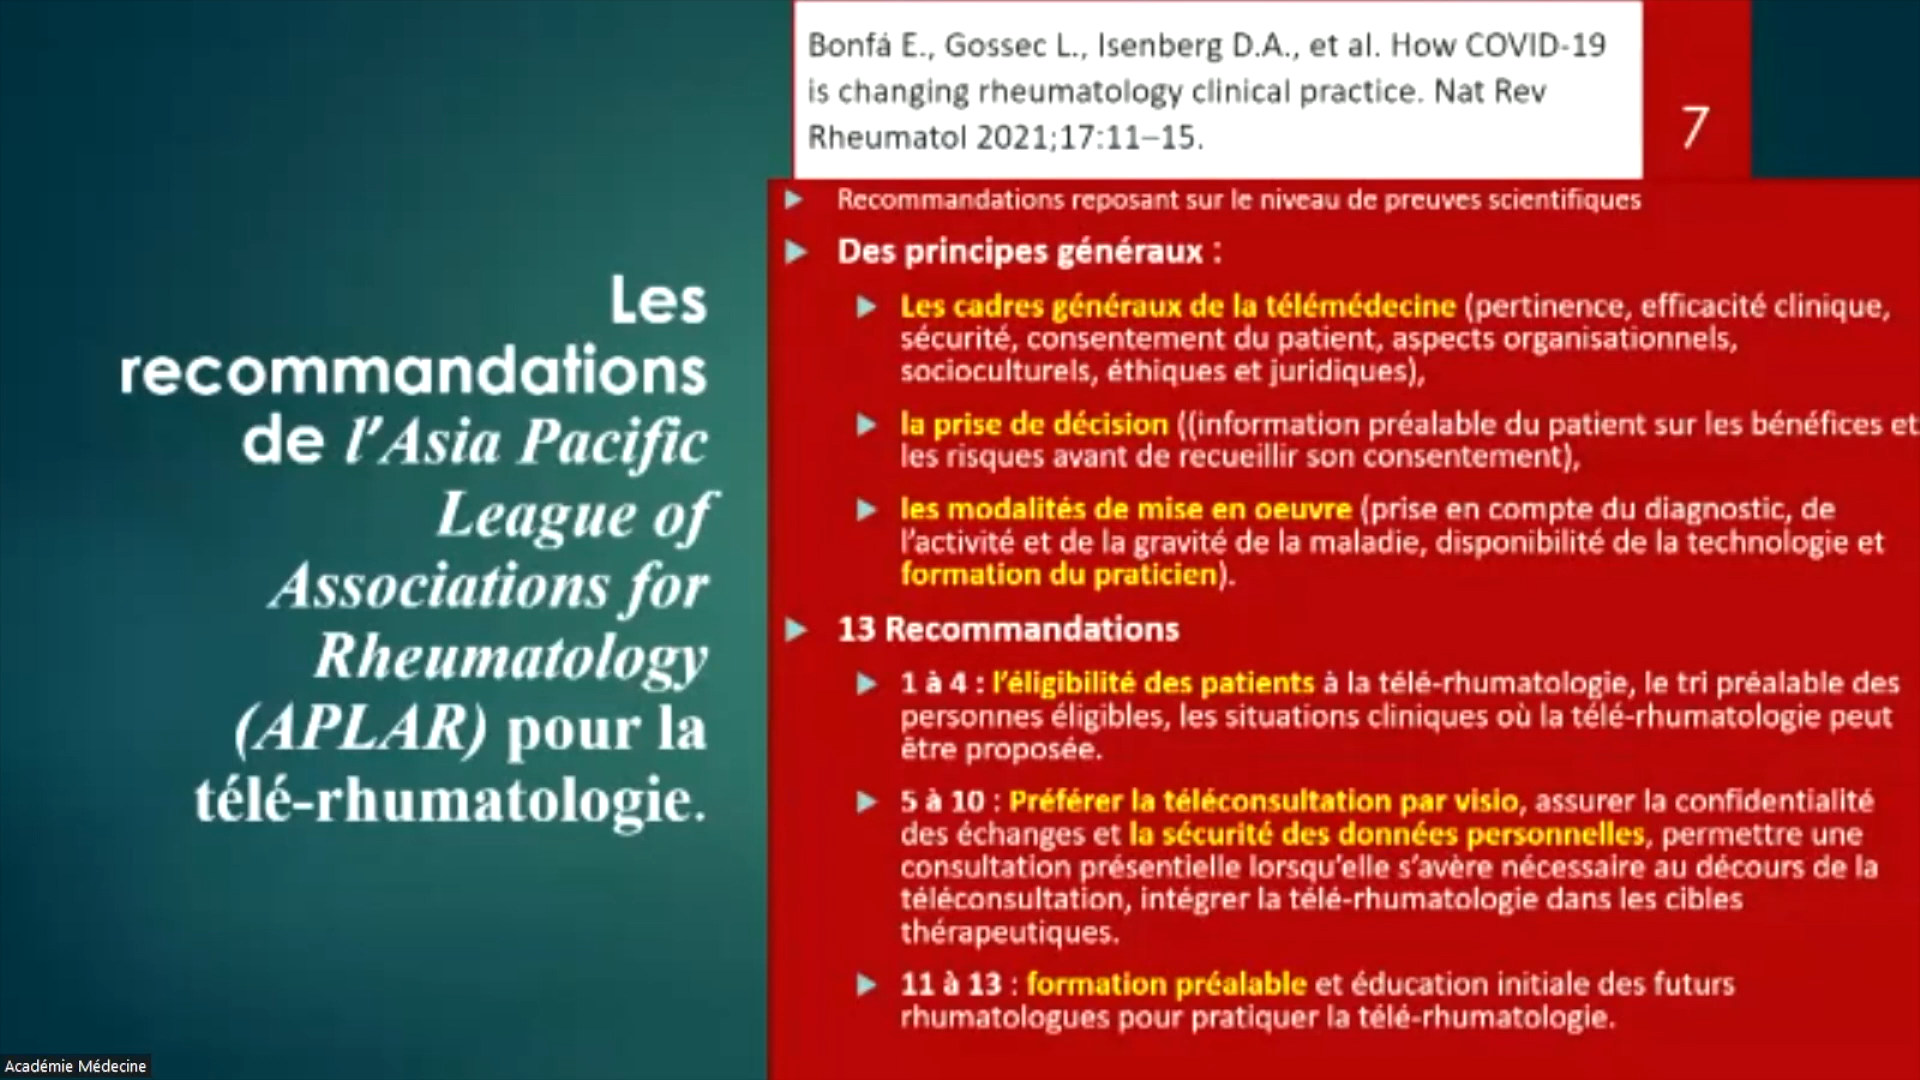 Bonfá E., Gossec L., Isenberg D.A., et al. How COVID-19
is changing rheumatology clinical practice. Nat Rev
Rheumatol 2021;17:11–15.
7
Les
recommandations
de l’Asia Pacific
League of
Associations for
Rheumatology
(APLAR) pour la
télé-rhumatologie.
Recommandations reposant sur le niveau de preuves scientifiques
Des principes généraux :
Les cadres généraux de la télémédecine (pertinence, efficacité clinique,
sécurité, consentement du patient, aspects organisationnels,
socioculturels, éthiques et juridiques),
la prise de décision ((information préalable du patient sur les bénéfices et
les risques avant de recueillir son consentement),
les modalités de mise en oeuvre (prise en compte du diagnostic, de
l’activité et de la gravité de la maladie, disponibilité de la technologie et
formation du praticien).
13 Recommandations
1 à 4 : l’éligibilité des patients à la télé-rhumatologie, le tri préalable des
personnes éligibles, les situations cliniques où la télé-rhumatologie peut
être proposée.
5 à 10 : Préférer la téléconsultation par visio, assurer la confidentialité
des échanges et la sécurité des données personnelles, permettre une
consultation présentielle lorsqu’elle s’avère nécessaire au décours de la
téléconsultation, intégrer la télé-rhumatologie dans les cibles
thérapeutiques.
11 à 13 : formation préalable et éducation initiale des futurs
rhumatologues pour pratiquer la télé-rhumatologie.
Académie Médecine